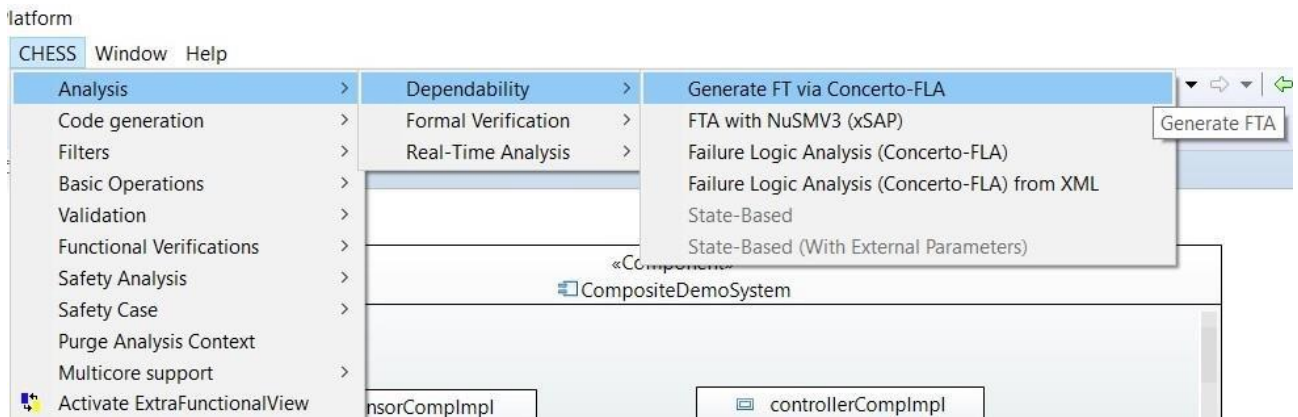 latform
CHESS Window Help
Analysis
Code generation
Filters
Basic Operations
Validation
Functional Verifications
Safety Analysis
Safety Case
Purge Analysis Context
Multicore support
Activate ExtraFunctionalView
Dependability
Formal Verification
Real-Time Analysis
Generate FT via Concerto-FLA
FTA with NuSMV3 (xSAP)
Failure Logic Analysis (Concerto-FLA)
Failure Logic Analysis (Concerto-FLA) from XML
State-Based
State-Based (With External Parameters)
Generate FTA
«Component»
CompositeDemoSystem
nsorCompImpl
controllerCompImpl